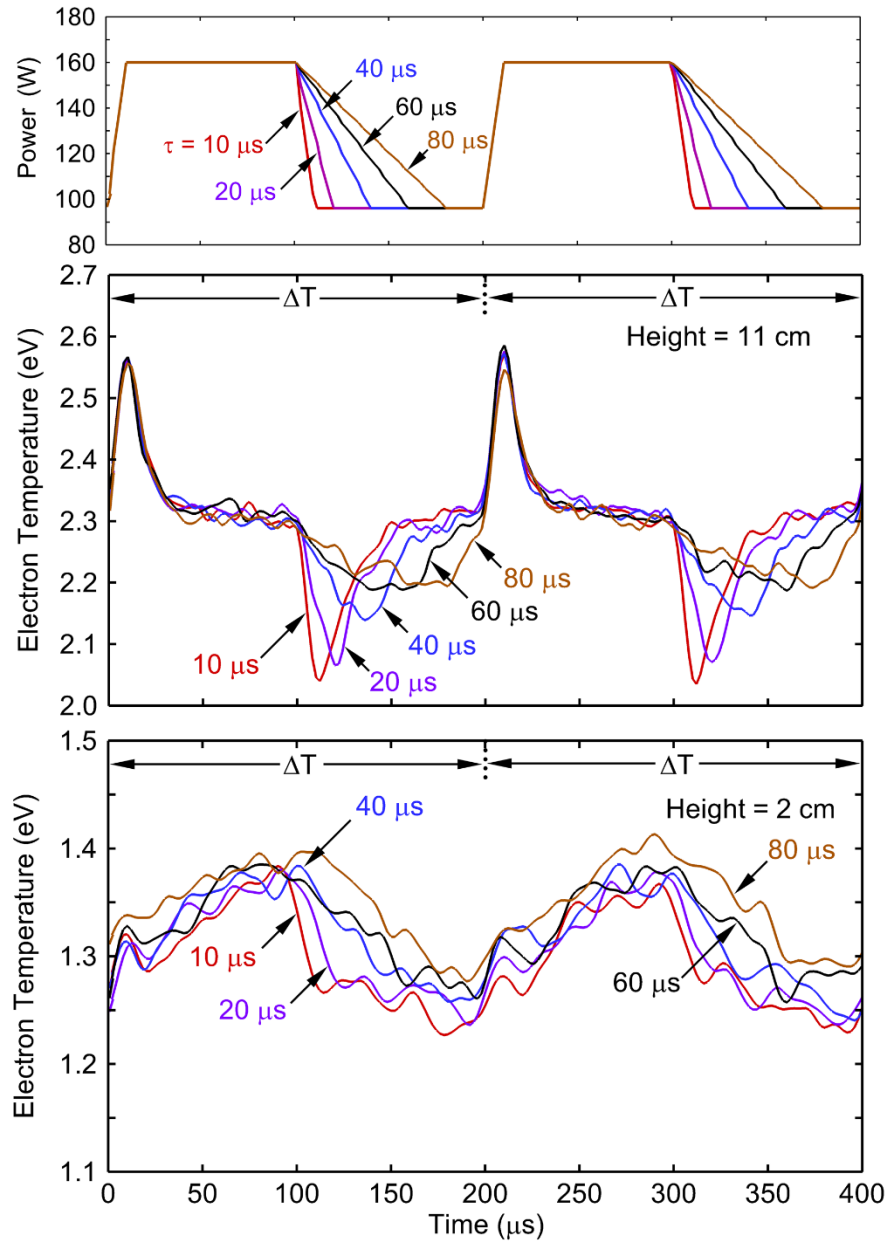 180
160
140
120
100
80
Power (W)
40 μs
60 μs
τ = 10 μs
80 μs
20 μs
2.7
2.6
2.5
2.4
2.3
2.2
2.1
2.0
Electron Temperature (eV)
ΔT
ΔT
Height = 11 cm
80 μs
60 μs
40 μs
10 μs
20 μs
1.5
1.4
1.3
1.2
1.1
Electron Temperature (eV)
ΔT
ΔT
40 μs
Height = 2 cm
80 μs
10 μs
60 μs
20 μs
0 50 100 150 200 250 300 350 400
Time (μs)